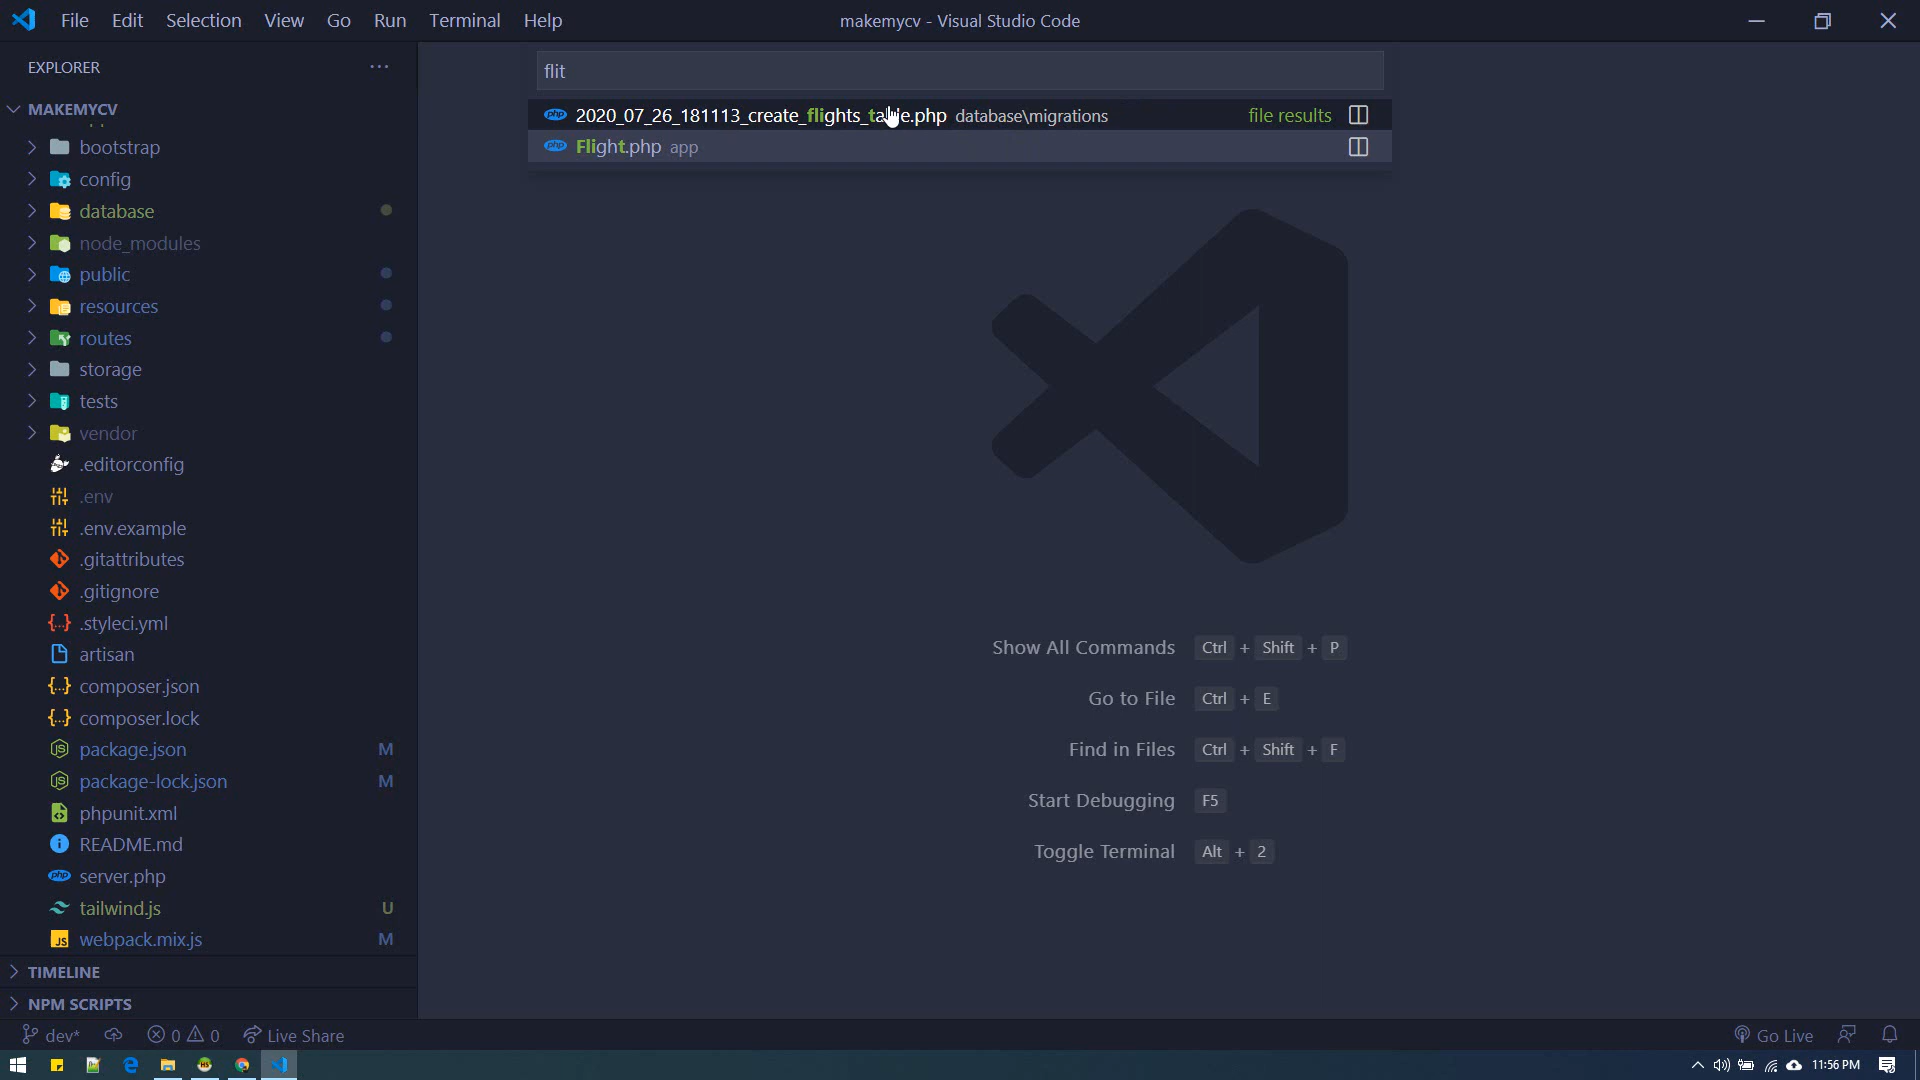 File Edit Selection View Go Run Terminal Help
makemycv - Visual Studio Code
EXPLORER
MAKEMYCV
bootstrap
config
database
node_modules
public
resources
routes
storage
tests
vendor
.editorconfig
.env
.env.example
.gitattributes
.gitignore
.styleci.yml
artisan
composer.json
composer.lock
package.json M
package-lock.json M
phpunit.xml
README.md
server.php
tailwind.js U
webpack.mix.js M
TIMELINE
NPM SCRIPTS
flit
2020_07_26_181113_create_flights_table.php database\migrations file results
Flight.php app
Show All Commands Ctrl + Shift + P
Go to File Ctrl + E
Find in Files Ctrl + Shift + F
Start Debugging F5
Toggle Terminal Alt + 2
dev* 0 0 Live Share Go Live
11:56 PM